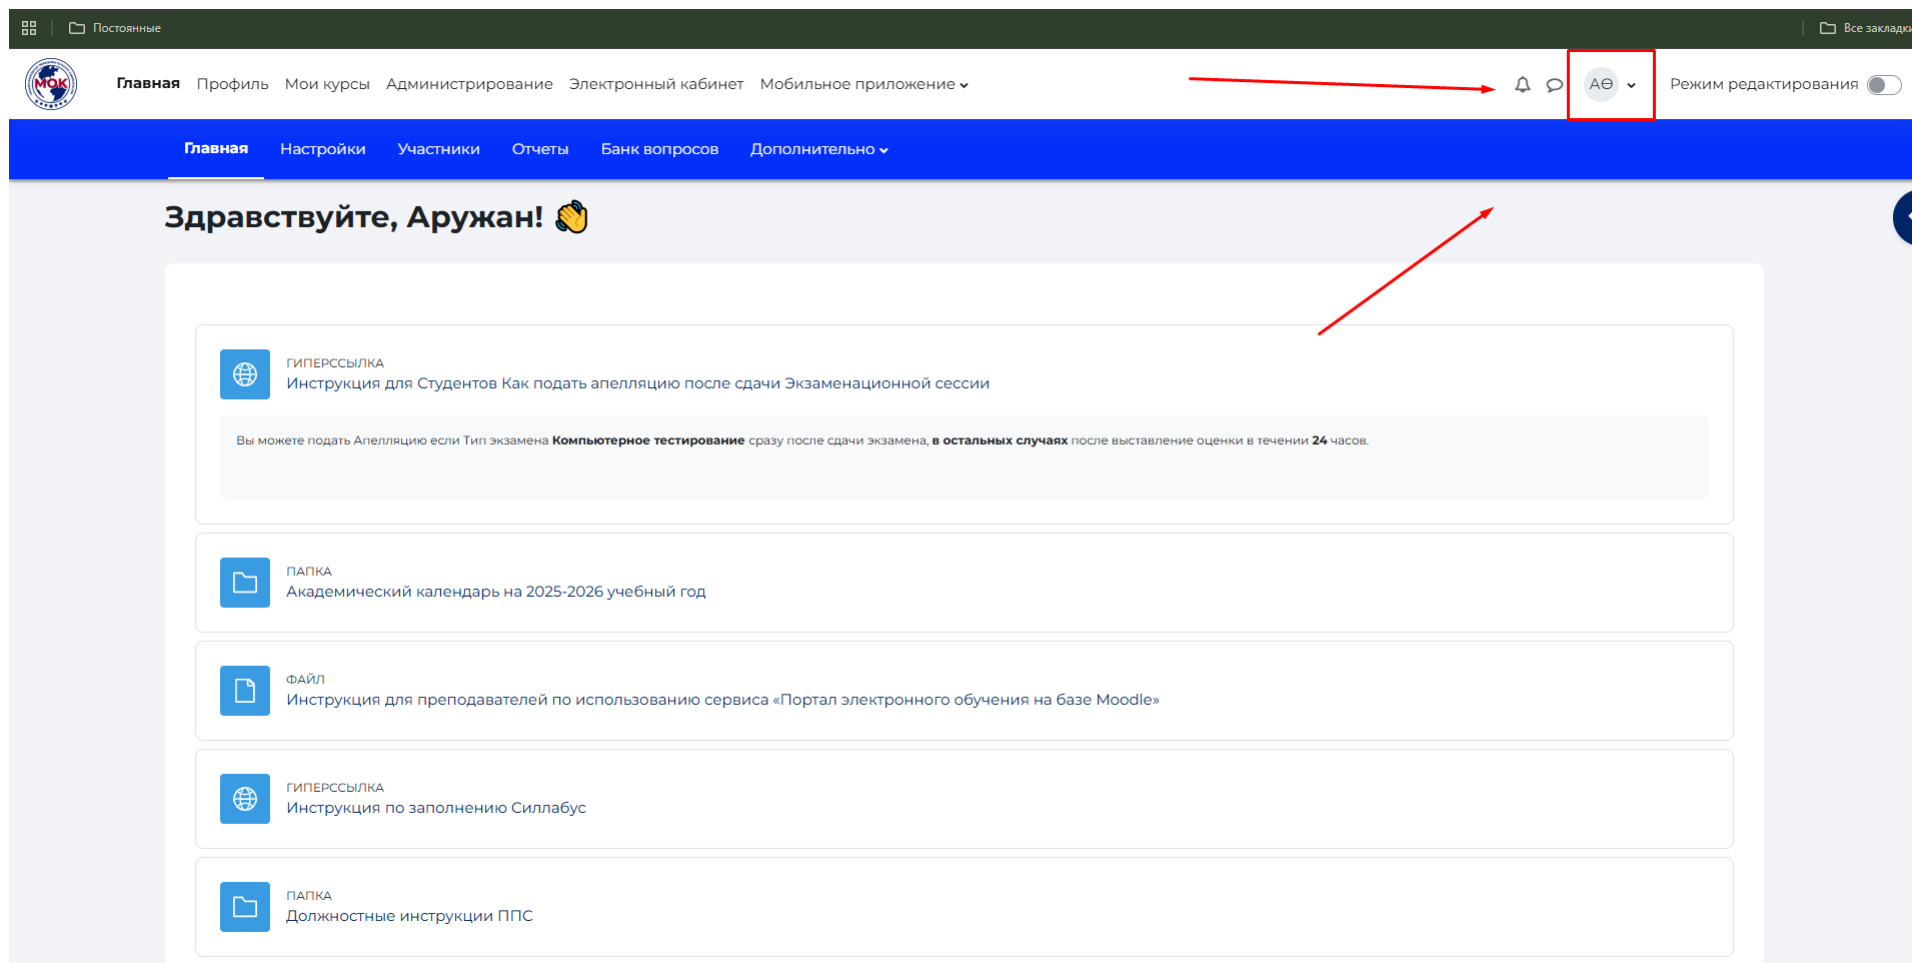 Постоянные
Все закладки
МОК
Главная Профиль Мои курсы Администрирование Электронный кабинет Мобильное приложение
АӨ
Режим редактирования
Главная Настройки Участники Отчеты Банк вопросов Дополнительно
Здравствуйте, Аружан! 👏
ГИПЕРССЫЛКА
Инструкция для Студентов Как подать апелляцию после сдачи Экзаменационной сессии
Вы можете подать Апелляцию если Тип экзамена Компьютерное тестирование сразу после сдачи экзамена, в остальных случаях после выставление оценки в течении 24 часов.
ПАПКА
Академический календарь на 2025-2026 учебный год
ФАЙЛ
Инструкция для преподавателей по использованию сервиса «Портал электронного обучения на базе Moodle»
ГИПЕРССЫЛКА
Инструкция по заполнению Силлабус
ПАПКА
Должностные инструкции ППС